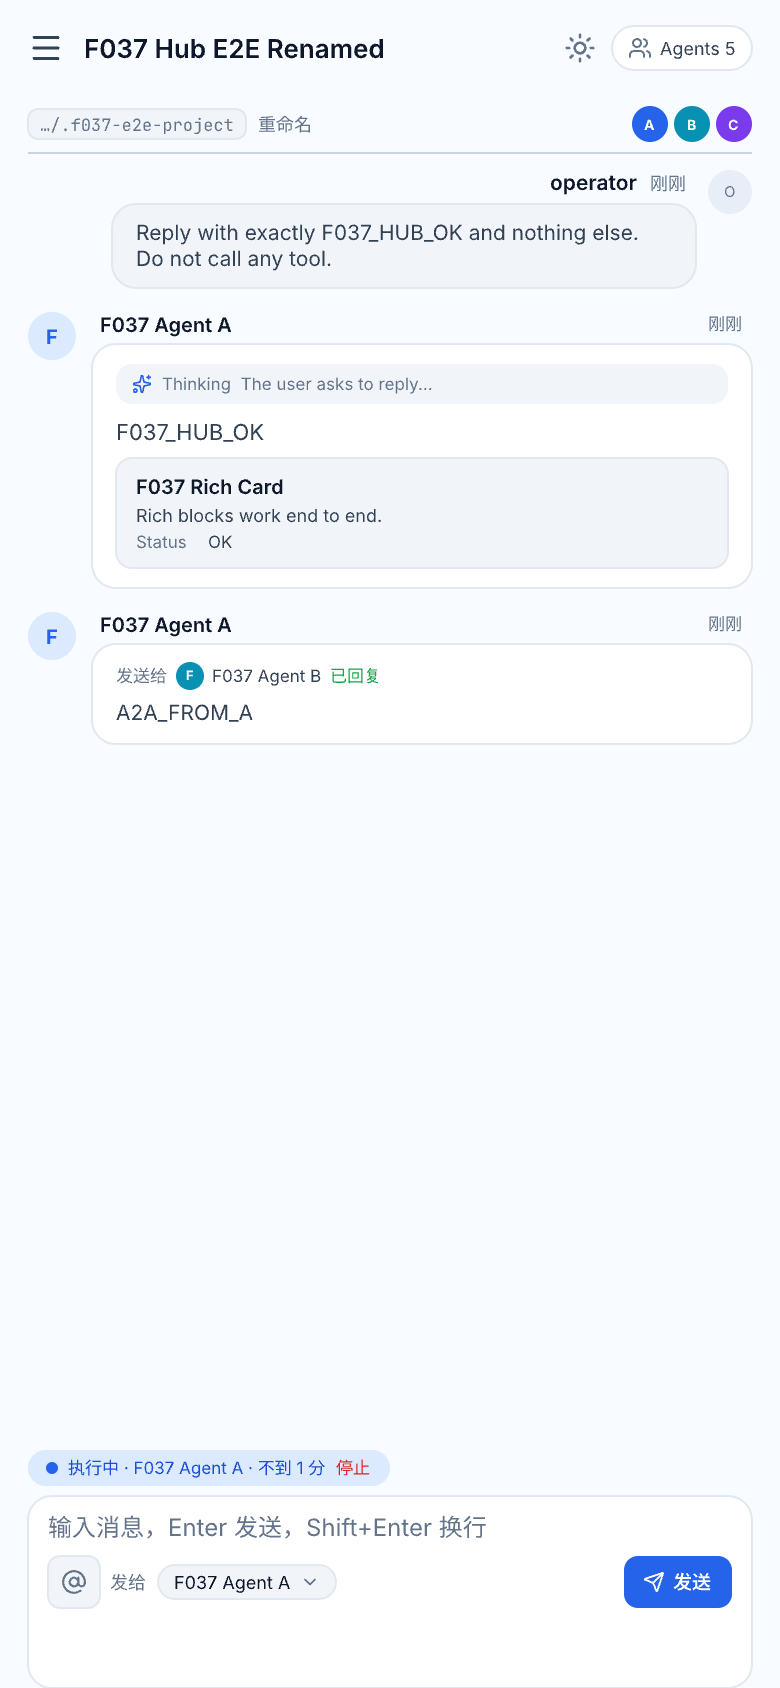 F037 Hub E2E Renamed
Agents 5
…/.f037-e2e-project 重命名
A B C
operator 刚刚
O
Reply with exactly F037_HUB_OK and nothing else.
Do not call any tool.
F
F037 Agent A 刚刚
Thinking The user asks to reply...
F037_HUB_OK
F037 Rich Card
Rich blocks work end to end.
Status OK
F
F037 Agent A 刚刚
发送给 F F037 Agent B 已回复
A2A_FROM_A
执行中 · F037 Agent A · 不到 1 分 停止
输入消息，Enter 发送，Shift+Enter 换行
@ 发给 F037 Agent A 发送